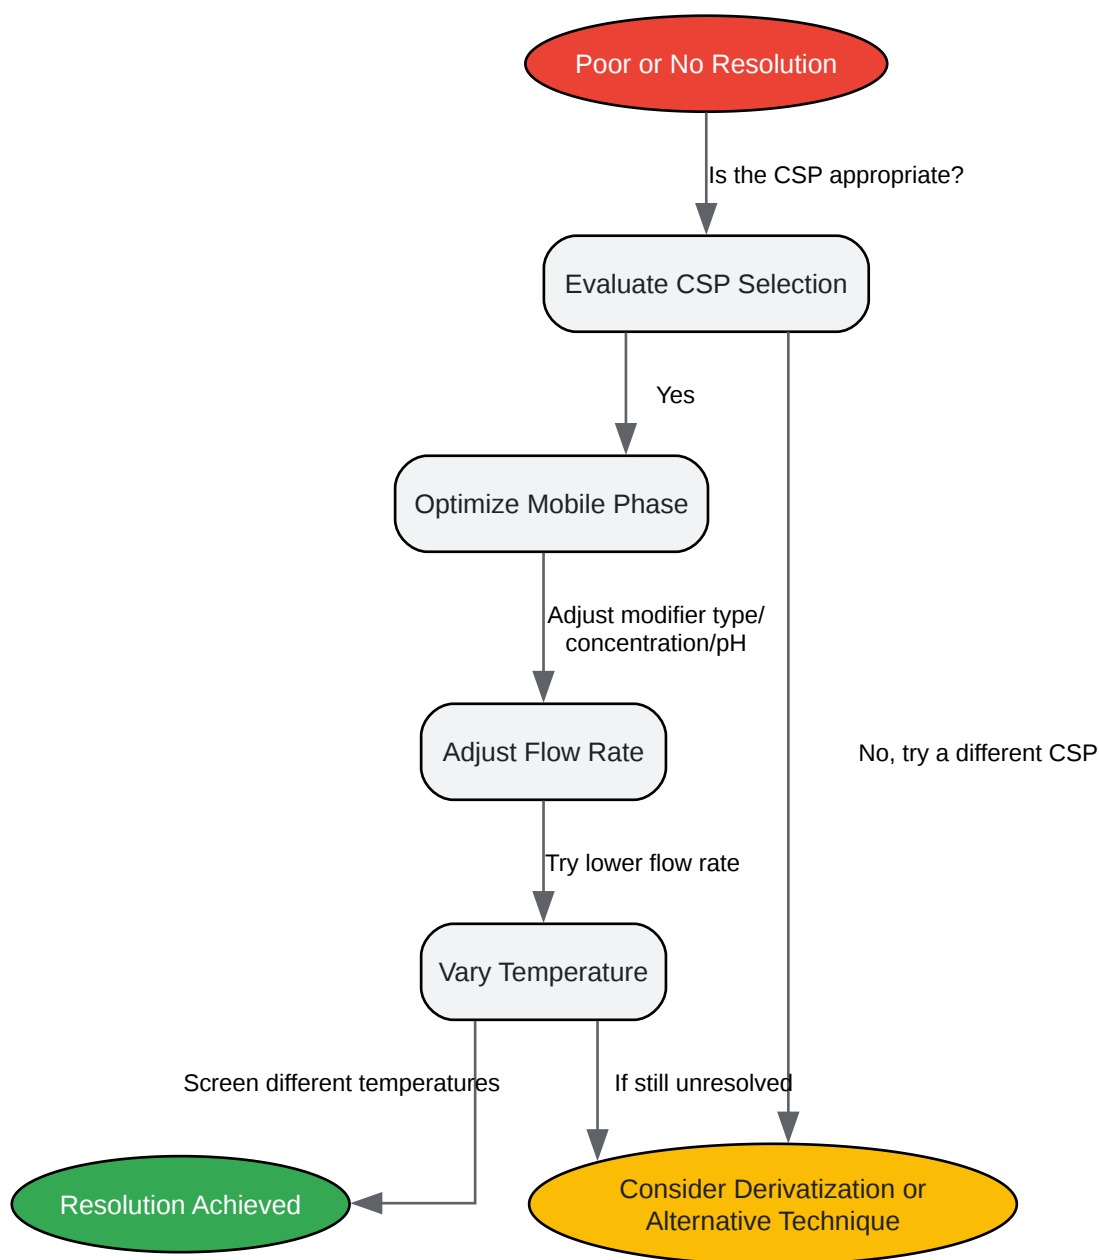 Poor or No Resolution
Is the CSP appropriate?
Evaluate CSP Selection
Yes
Optimize Mobile Phase
Adjust modifier type/
concentration/pH
Adjust Flow Rate
No, try a different CSP
Try lower flow rate
Vary Temperature
Screen different temperatures
If still unresolved
Resolution Achieved
Consider Derivatization or
Alternative Technique